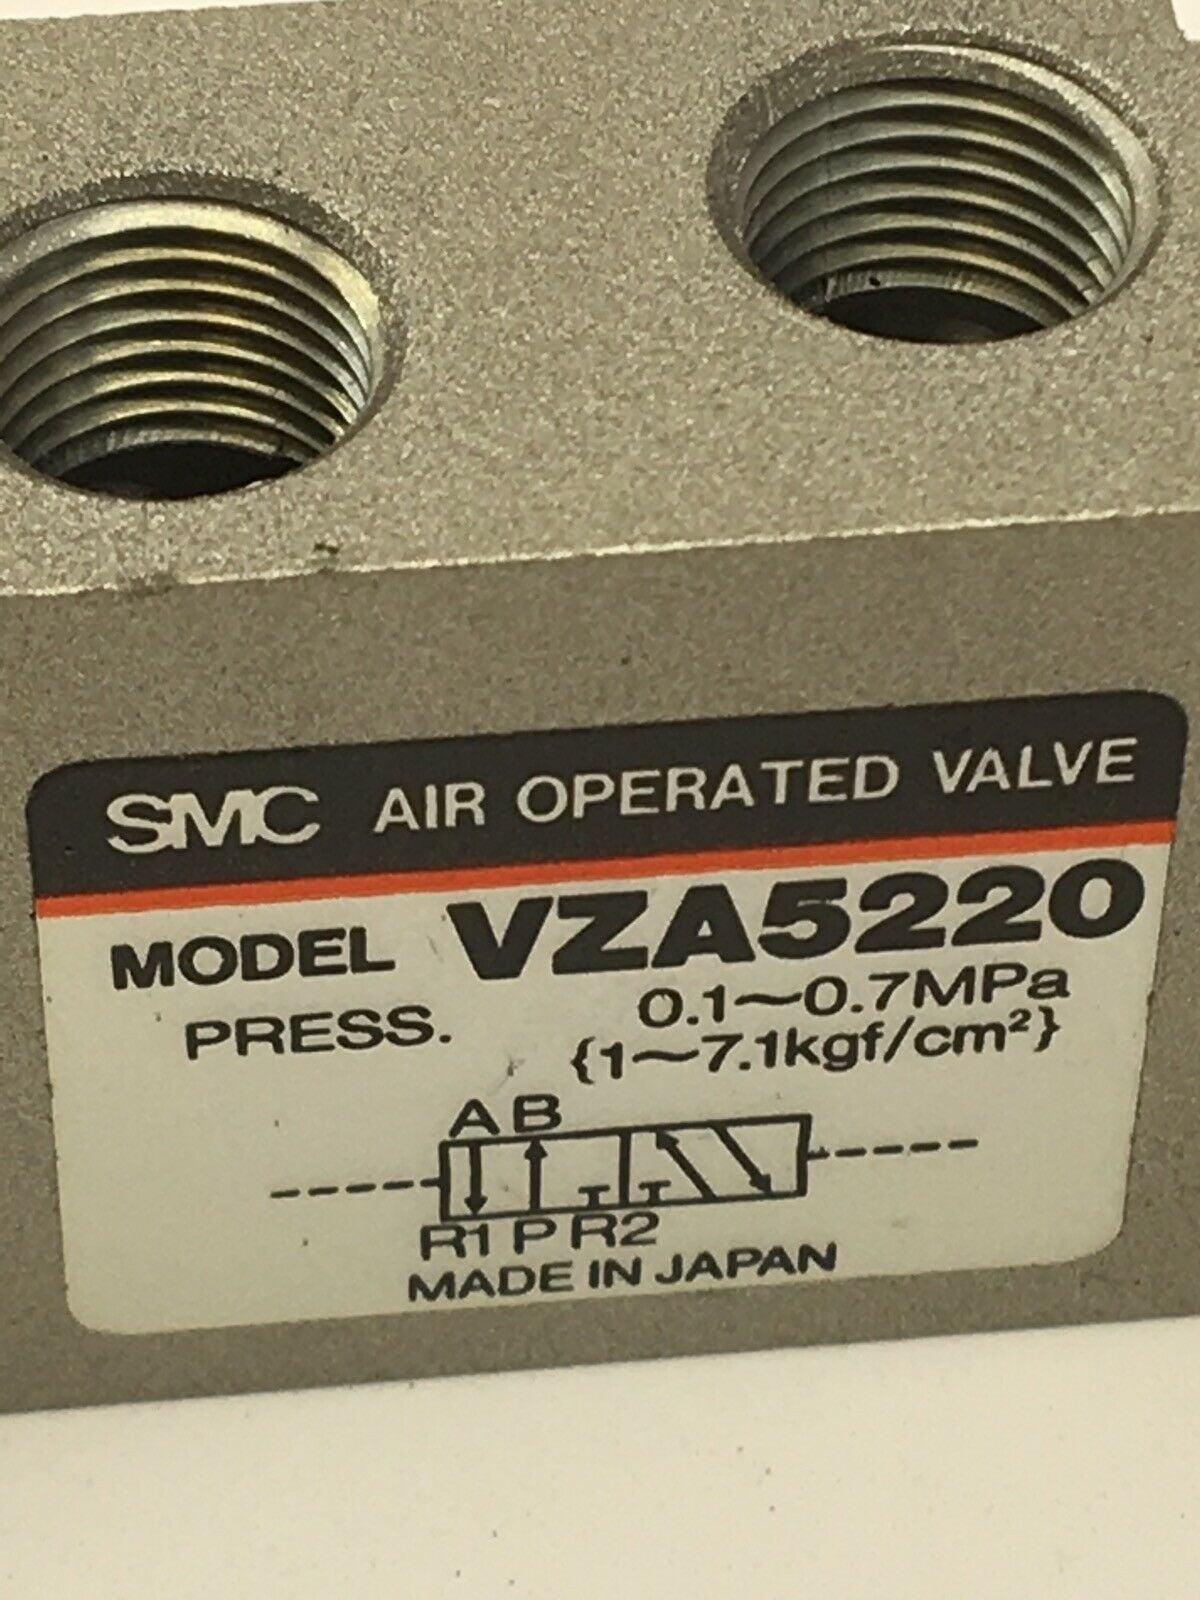 SMC AIR OPERATED VALVE
MODEL VZA5220
PRESS. 0.1~0.7MPa
{1~7.1kgf/cm²}
A B
R1 P R2
MADE IN JAPAN